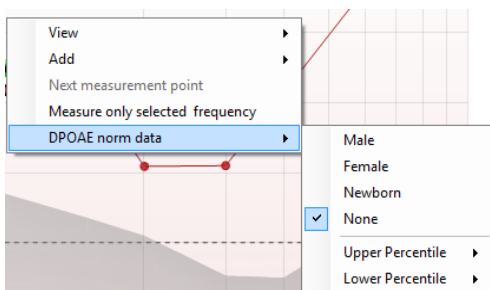 View
Add
Next measurement point
Measure only selected frequency
DPOAE norm data
Male
Female
Newborn
None
Upper Percentile
Lower Percentile